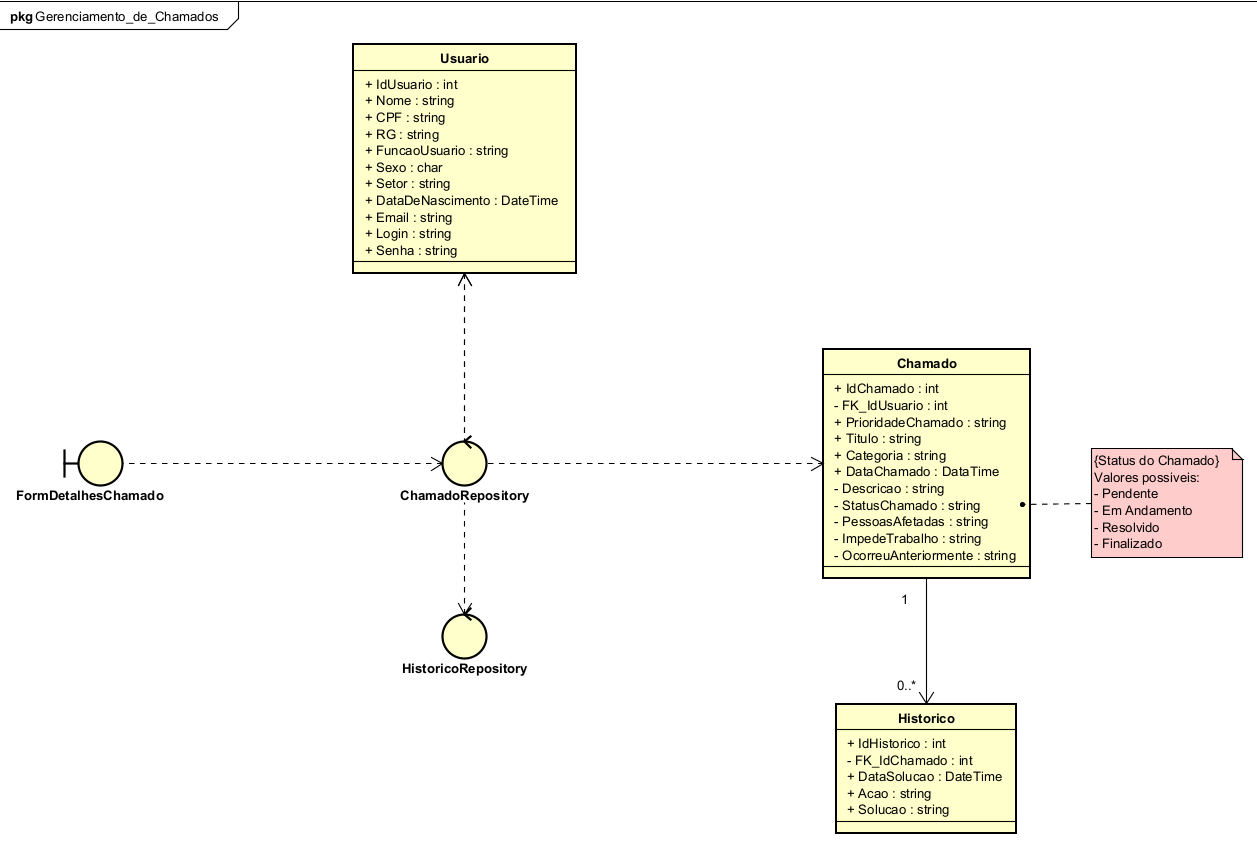 pkg Gerenciamento_de_Chamados
Usuario
+ IdUsuario : int
+ Nome : string
+ CPF : string
+ RG : string
+ FuncaoUsuario : string
+ Sexo : char
+ Setor : string
+ DataDeNascimento : DateTime
+ Email : string
+ Login : string
+ Senha : string
FormDetalhesChamado
ChamadoRepository
HistoricoRepository
Chamado
+ IdChamado : int
- FK_IdUsuario : int
+ PrioridadeChamado : string
+ Titulo : string
+ Categoria : string
+ DataChamado : DataTime
- Descricao : string
- StatusChamado : string
- PessoasAfetadas : string
- ImpedeTrabalho : string
- OcorreuAnteriormente : string
{Status do Chamado}
Valores possiveis:
- Pendente
- Em Andamento
- Resolvido
- Finalizado
1
0..*
Historico
+ IdHistorico : int
- FK_IdChamado : int
+ DataSolucao : DateTime
+ Acao : string
+ Solucao : string